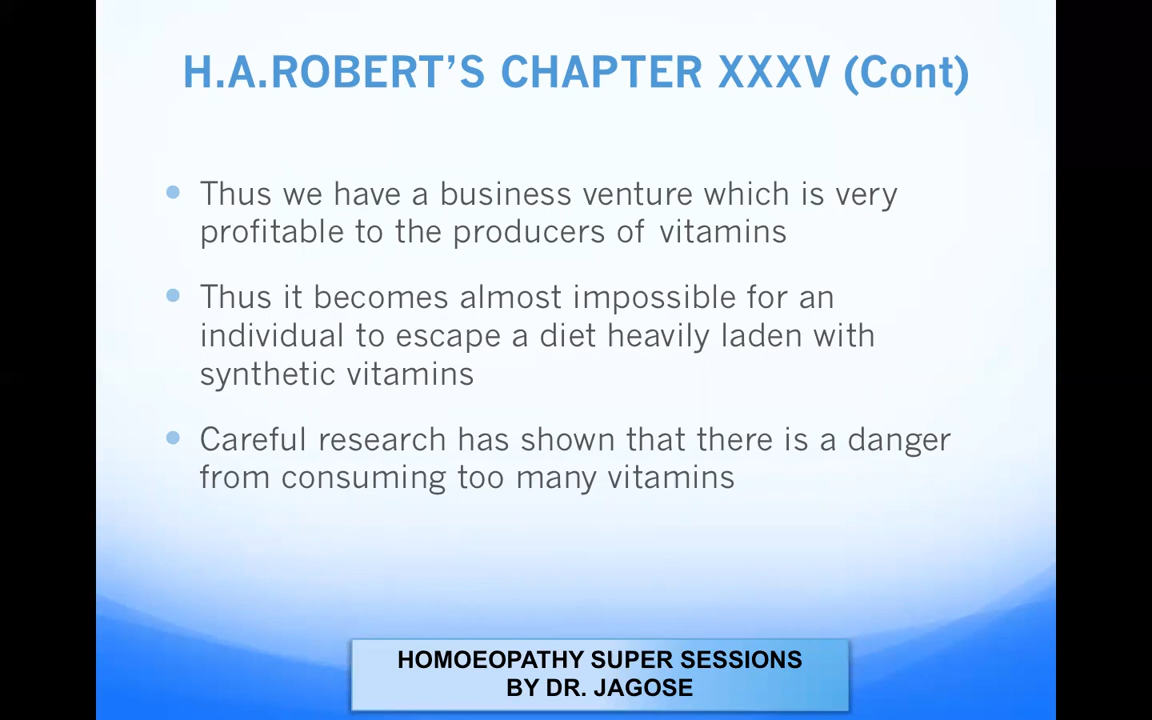 H.A.ROBERT’S CHAPTER XXXV (Cont)
Thus we have a business venture which is very
profitable to the producers of vitamins
Thus it becomes almost impossible for an
individual to escape a diet heavily laden with
synthetic vitamins
Careful research has shown that there is a danger
from consuming too many vitamins
HOMOEOPATHY SUPER SESSIONS
BY DR. JAGOSE